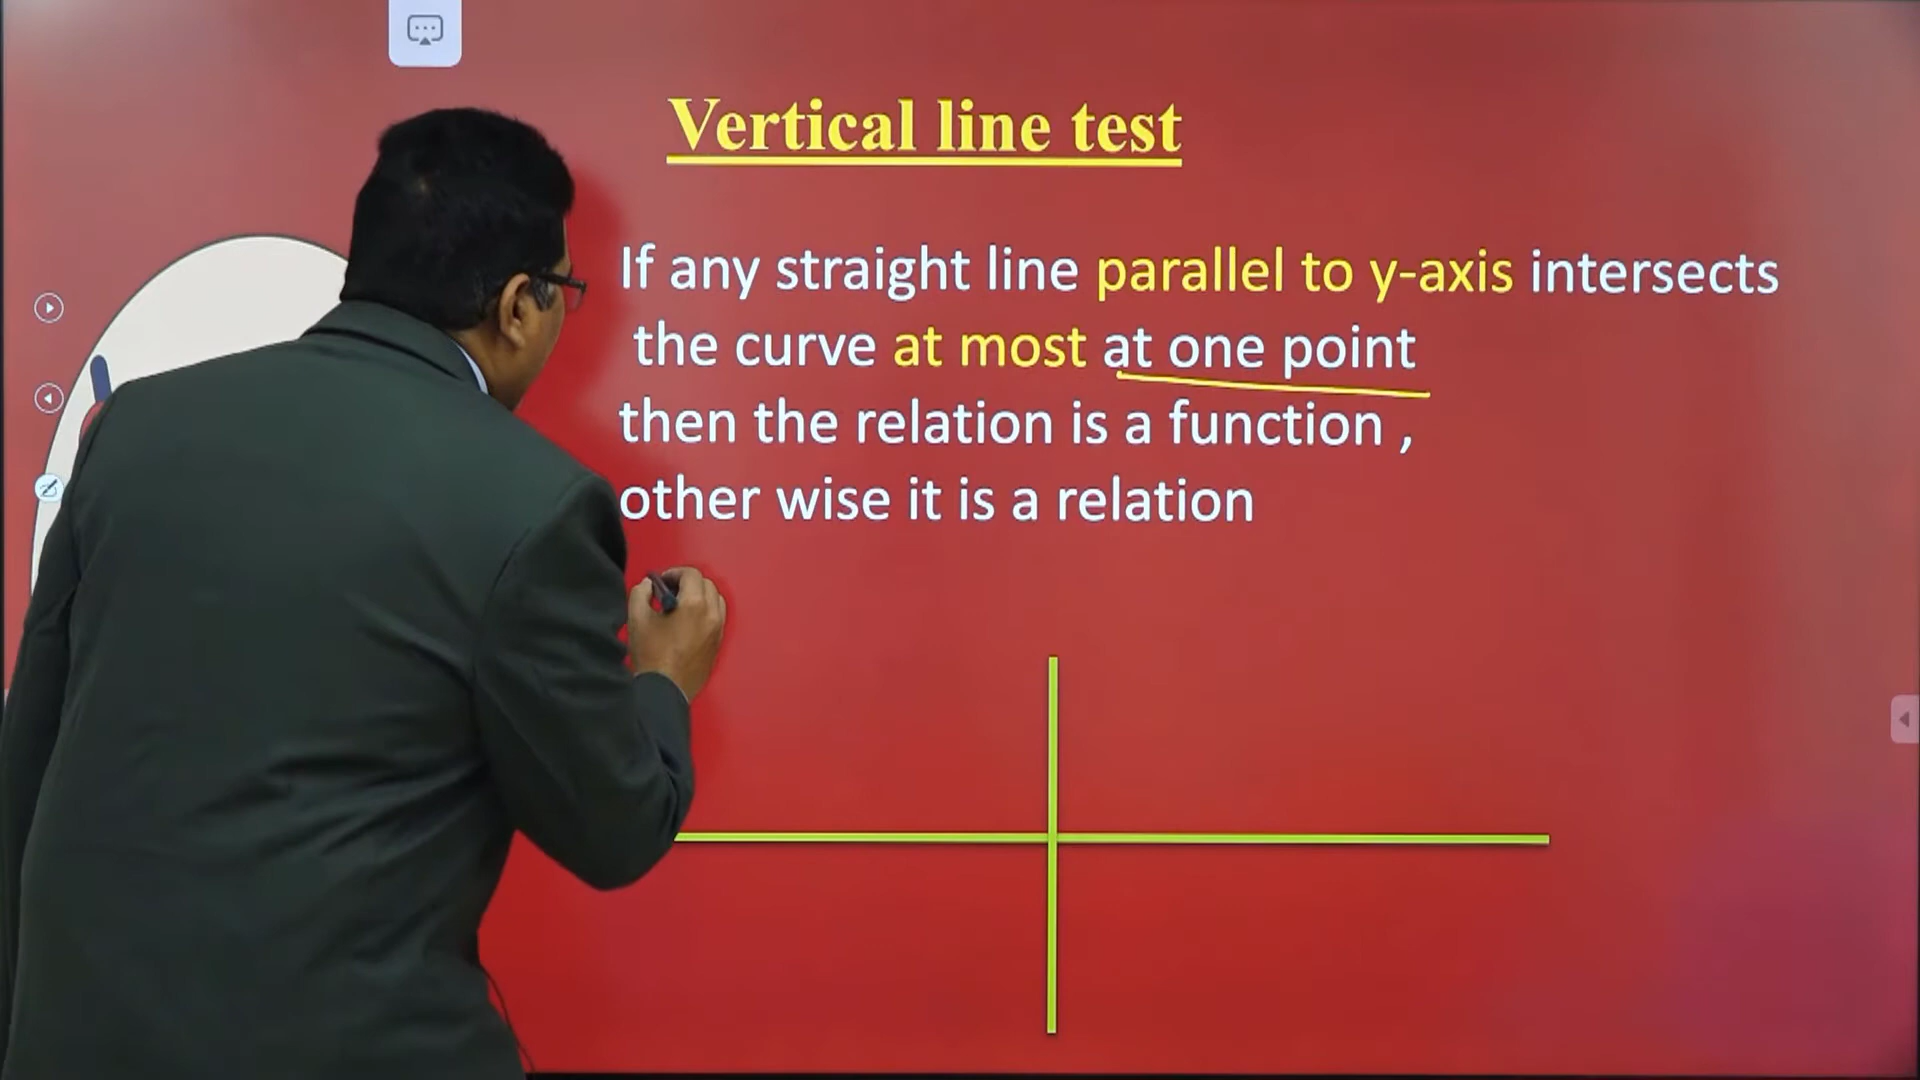 Vertical line test
If any straight line parallel to y-axis intersects
the curve at most at one point
then the relation is a function ,
other wise it is a relation